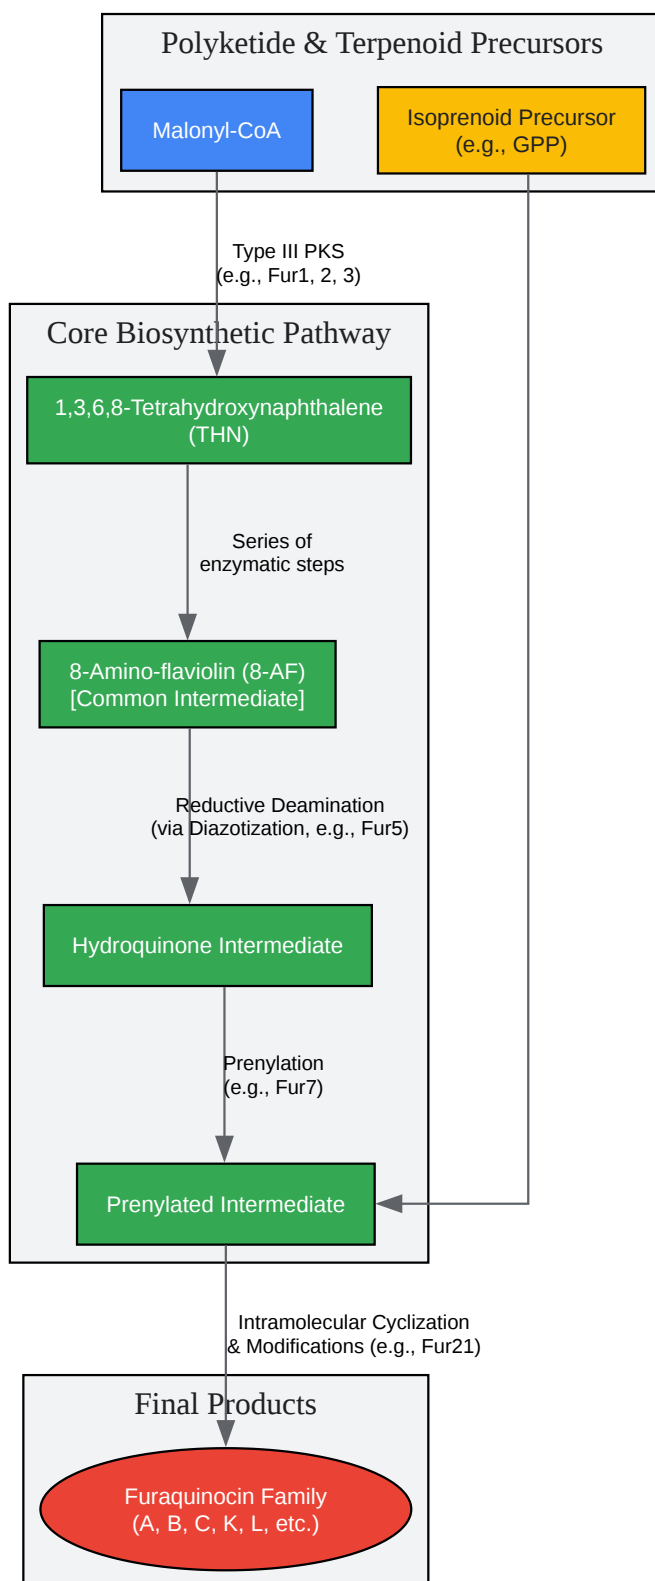 Polyketide & Terpenoid Precursors
Malonyl-CoA
Isoprenoid Precursor
(e.g., GPP)
Type III PKS
(e.g., Fur1, 2, 3)
Core Biosynthetic Pathway
1,3,6,8-Tetrahydroxynaphthalene
(THN)
Series of
enzymatic steps
8-Amino-flaviolin (8-AF)
[Common Intermediate]
Reductive Deamination
(via Diazotization, e.g., Fur5)
Hydroquinone Intermediate
Prenylation
(e.g., Fur7)
Prenylated Intermediate
Intramolecular Cyclization
& Modifications (e.g., Fur21)
Final Products
Furaquinocin Family
(A, B, C, K, L, etc.)